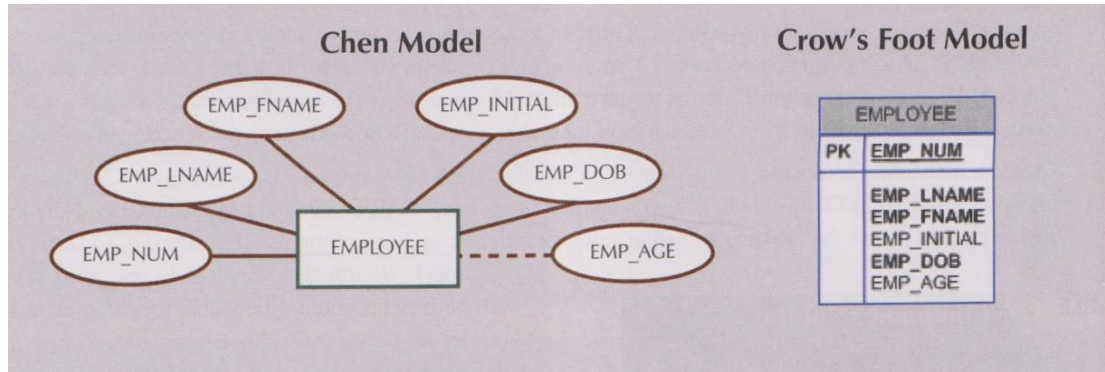 Chen Model
EMP_FNAME
EMP_INITIAL
EMP_LNAME
EMP_DOB
EMP_NUM
EMPLOYEE
EMP_AGE
Crow's Foot Model
EMPLOYEE
PK EMP_NUM
EMP_LNAME
EMP_FNAME
EMP_INITIAL
EMP_DOB
EMP_AGE